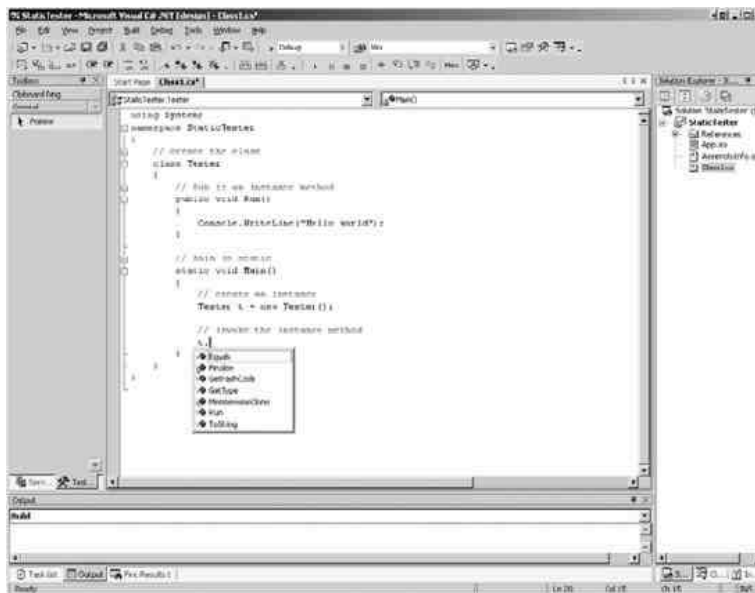 StaticTester - Microsoft Visual C# .NET [design] - Class1.cs*
File Edit View Project Build Debug Tools Window Help
Debug
Toolbox
Clipboard Ring
General
Pointer
Start Page Class1.cs*
StaticTester.Tester
Main()
using System;
namespace StaticTester
{
// create the class
class Tester
{
// Run is an instance method
public void Run()
{
Console.WriteLine("Hello world");
}
// Main is static
static void Main()
{
// create an instance
Tester t = new Tester();
// invoke the instance method
t.
Equals
Finalize
GetHashCode
GetType
MemberwiseClone
Run
ToString
}
}
}
Solution Explorer - S...
Solution 'StaticTester' (
StaticTester
References
App.ico
AssemblyInfo.c
Class1.cs
Output
Build
Task List Output Find Results 1
Ready
Ln 20 Col 15 Ch 15 INS